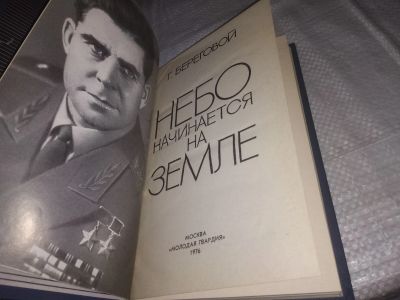 Г. БЕРЕГОВОЙ
НЕБО
НАЧИНАЕТСЯ
НА
ЗЕМЛЕ
МОСКВА
«МОЛОДАЯ ГВАРДИЯ»
1976